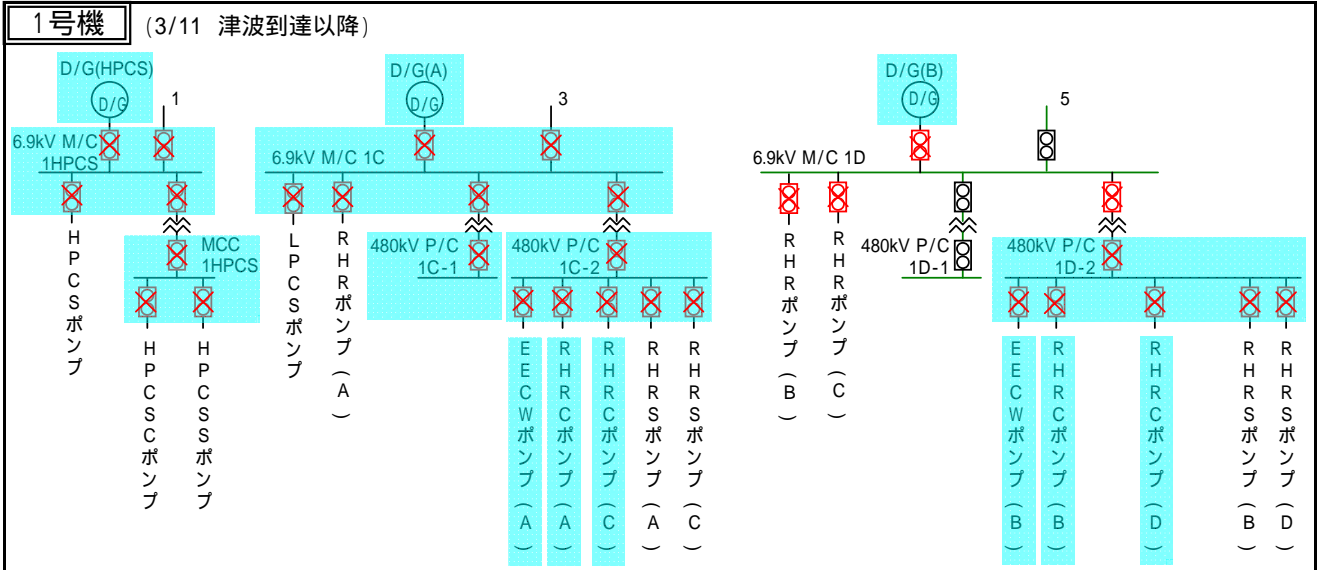 1号機 (3/11 津波到達以降)
D/G(HPCS)
D/G
1
6.9kV M/C
1HPCS
HPCSポンプ
MCC
1HPCS
HPCSCポンプ
HPCSSポンプ
D/G(A)
D/G
3
6.9kV M/C 1C
LPCSポンプ
RHRポンプ(A)
480kV P/C
1C-1
480kV P/C
1C-2
EECWポンプ(A)
RHRCポンプ(A)
RHRCポンプ(C)
RHRSポンプ(A)
RHRSポンプ(C)
D/G(B)
D/G
5
6.9kV M/C 1D
RHRポンプ(B)
RHRポンプ(C)
480kV P/C
1D-1
480kV P/C
1D-2
EECWポンプ(B)
RHRCポンプ(B)
RHRCポンプ(D)
RHRSポンプ(B)
RHRSポンプ(D)